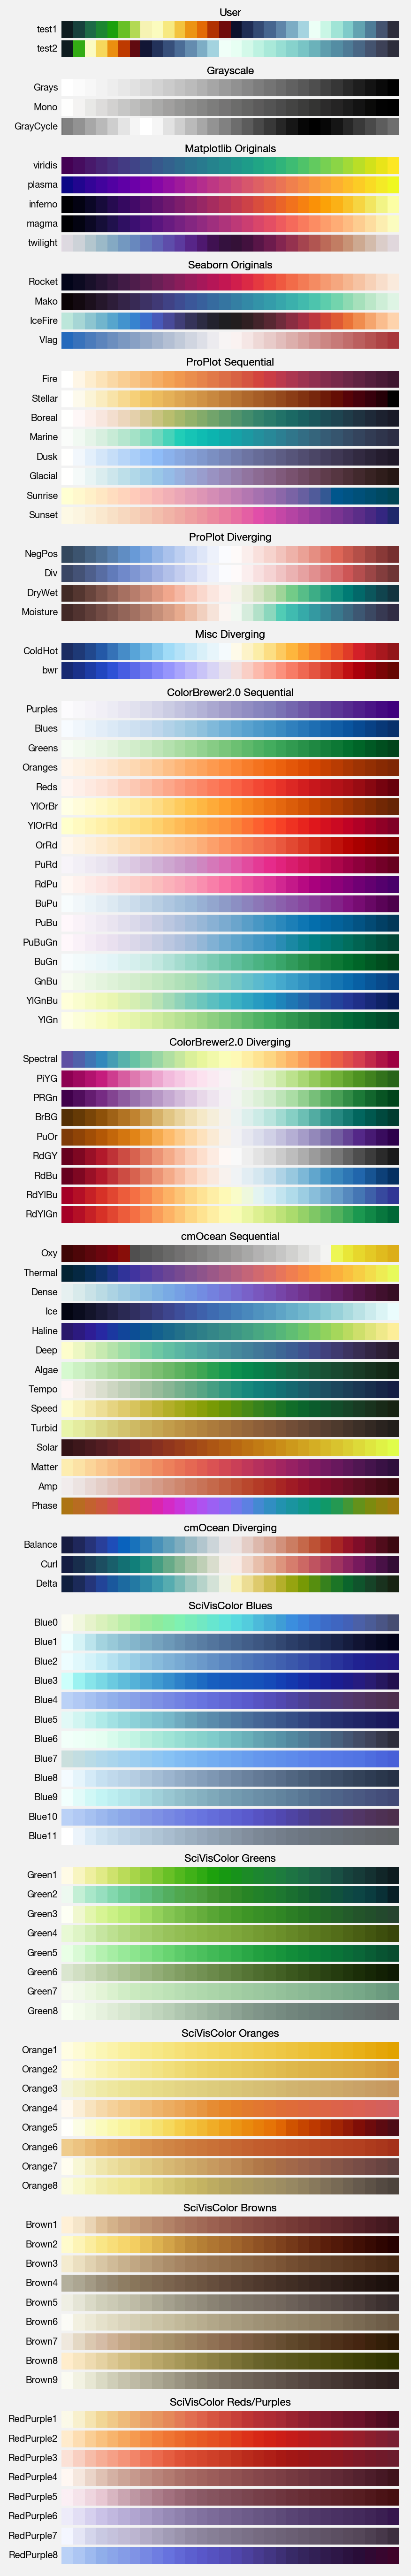 User
test1
test2
Grayscale
Grays
Mono
GrayCycle
Matplotlib Originals
viridis
plasma
inferno
magma
twilight
Seaborn Originals
Rocket
Mako
IceFire
Vlag
ProPlot Sequential
Fire
Stellar
Boreal
Marine
Dusk
Glacial
Sunrise
Sunset
ProPlot Diverging
NegPos
Div
DryWet
Moisture
Misc Diverging
ColdHot
bwr
ColorBrewer2.0 Sequential
Purples
Blues
Greens
Oranges
Reds
YlOrBr
YlOrRd
OrRd
PuRd
RdPu
BuPu
PuBu
PuBuGn
BuGn
GnBu
YlGnBu
YlGn
ColorBrewer2.0 Diverging
Spectral
PiYG
PRGn
BrBG
PuOr
RdGY
RdBu
RdYlBu
RdYlGn
cmOcean Sequential
Oxy
Thermal
Dense
Ice
Haline
Deep
Algae
Tempo
Speed
Turbid
Solar
Matter
Amp
Phase
cmOcean Diverging
Balance
Curl
Delta
SciVisColor Blues
Blue0
Blue1
Blue2
Blue3
Blue4
Blue5
Blue6
Blue7
Blue8
Blue9
Blue10
Blue11
SciVisColor Greens
Green1
Green2
Green3
Green4
Green5
Green6
Green7
Green8
SciVisColor Oranges
Orange1
Orange2
Orange3
Orange4
Orange5
Orange6
Orange7
Orange8
SciVisColor Browns
Brown1
Brown2
Brown3
Brown4
Brown5
Brown6
Brown7
Brown8
Brown9
SciVisColor Reds/Purples
RedPurple1
RedPurple2
RedPurple3
RedPurple4
RedPurple5
RedPurple6
RedPurple7
RedPurple8